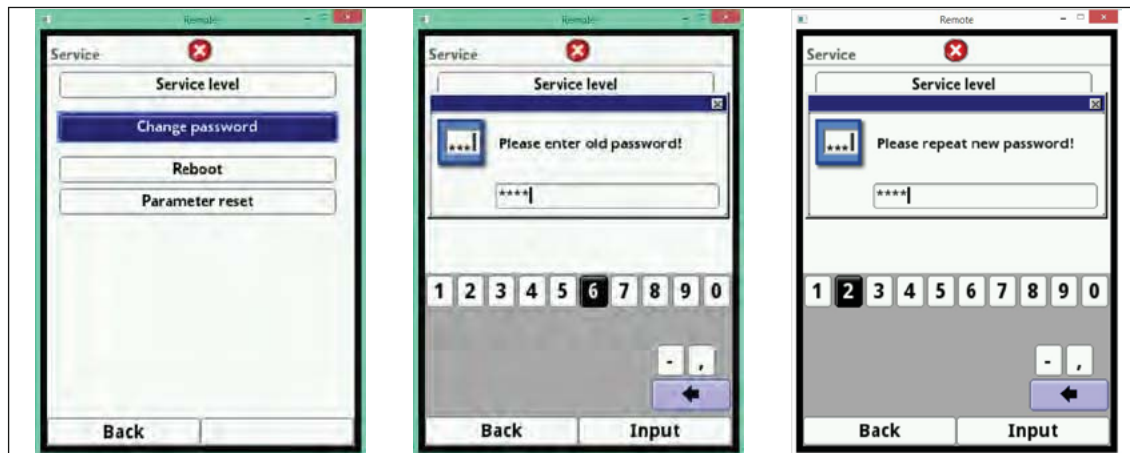 Remote
Service
Service level
Change password
Reboot
Parameter reset
Back
Remote
Service
Service level
Please enter old password!
****
1 2 3 4 5 6 7 8 9 0
- ,
Back Input
Remote
Service
Service level
Please repeat new password!
****
1 2 3 4 5 6 7 8 9 0
- ,
Back Input